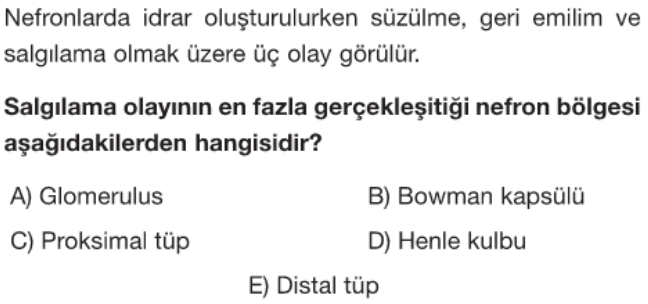 Nefronlarda idrar oluşturulurken süzülme, geri emilim ve
salgılama olmak üzere üç olay görülür.
Salgılama olayının en fazla gerçekleşitiği nefron bölgesi
aşağıdakilerden hangisidir?
A) Glomerulus
B) Bowman kapsülü
C) Proksimal tüp
D) Henle kulbu
E) Distal tüp